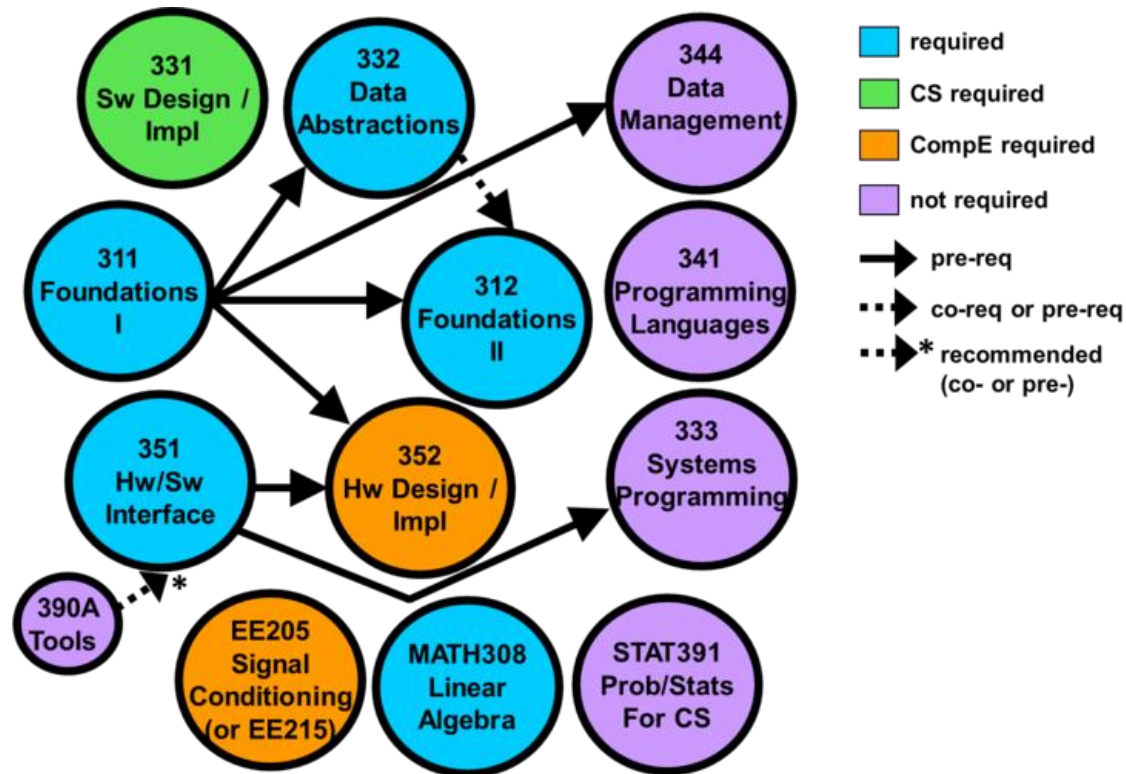 331
Sw Design /
Impl
332
Data
Abstractions
344
Data
Management
311
Foundations
I
312
Foundations
II
341
Programming
Languages
351
Hw/Sw
Interface
352
Hw Design /
Impl
333
Systems
Programming
390A
Tools
EE205
Signal
Conditioning
(or EE215)
MATH308
Linear
Algebra
STAT391
Prob/Stats
For CS
*
required
CS required
CompE required
not required
pre-req
co-req or pre-req
* recommended
(co- or pre-)